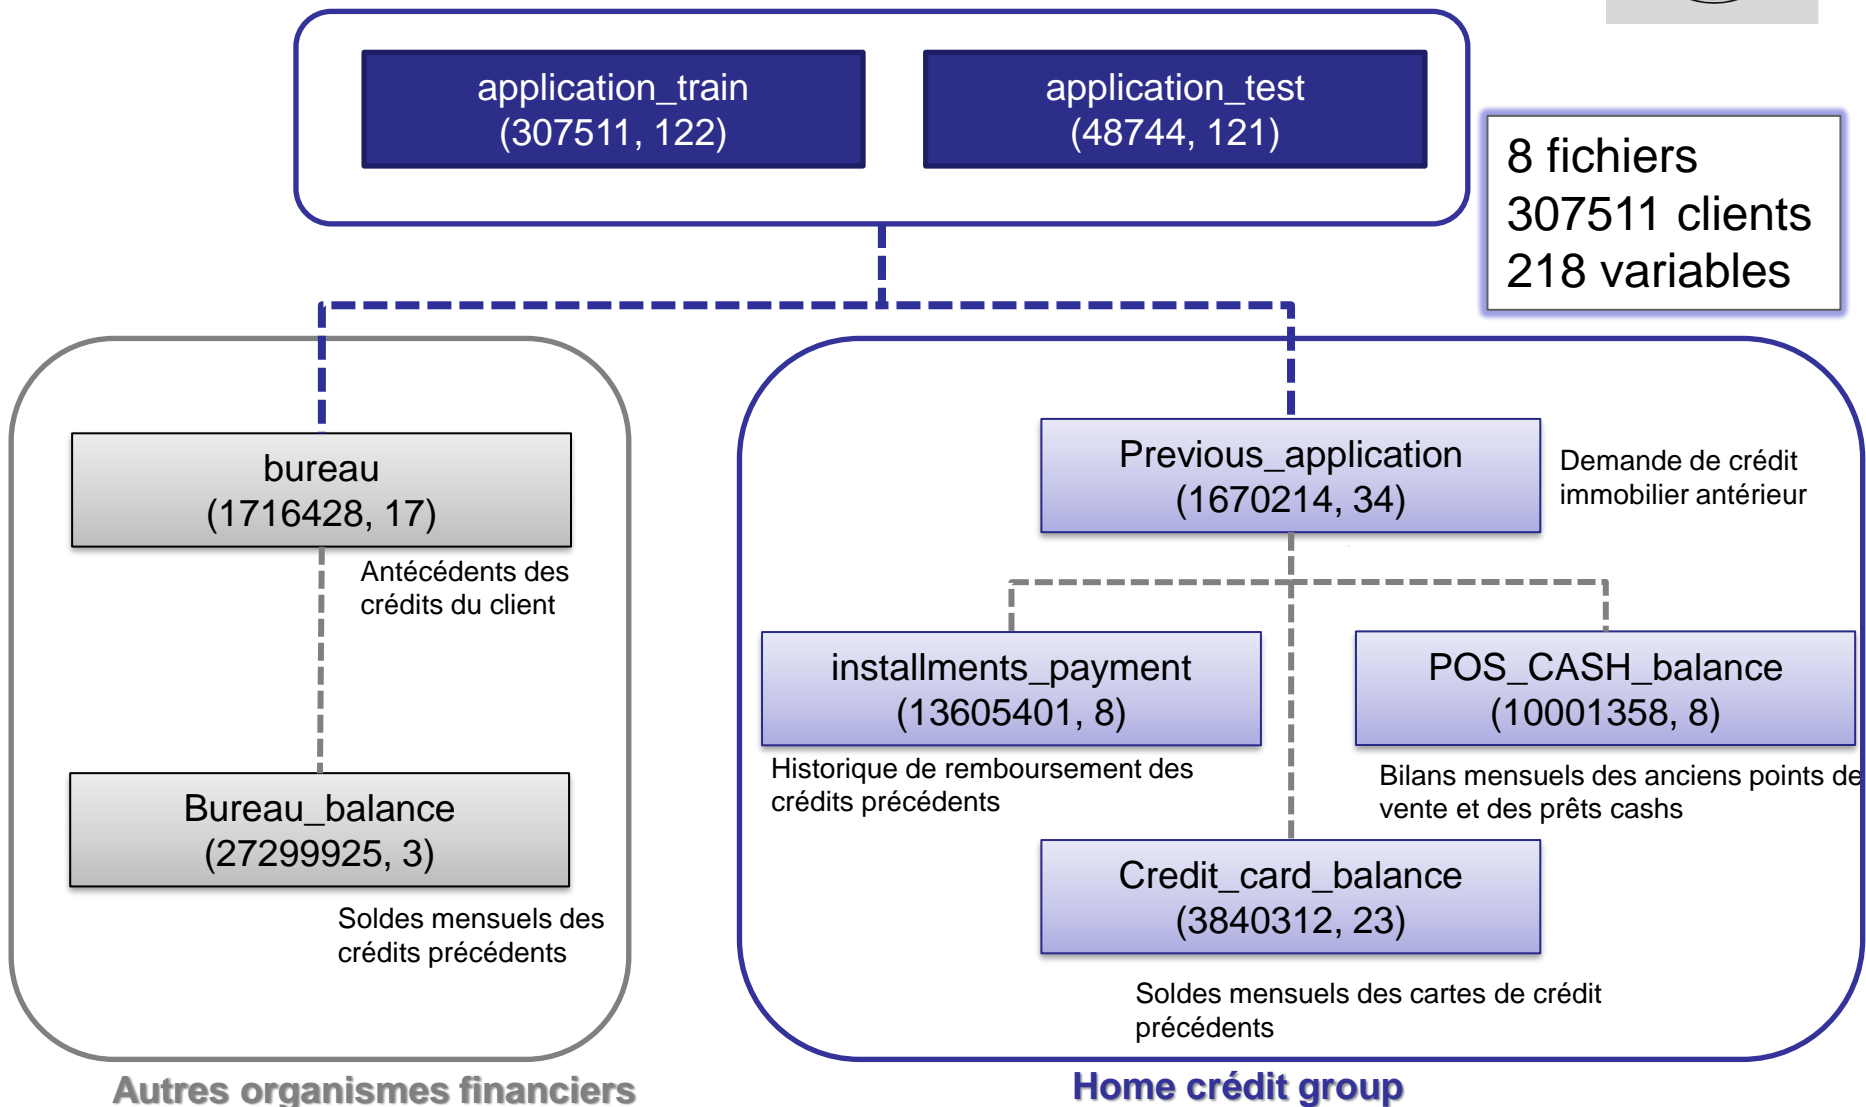 application_train
(307511, 122)
application_test
(48744, 121)
8 fichiers
307511 clients
218 variables
bureau
(1716428, 17)
Antécédents des
crédits du client
Bureau_balance
(27299925, 3)
Soldes mensuels des
crédits précédents
Autres organismes financiers
Previous_application
(1670214, 34)
Demande de crédit
immobilier antérieur
installments_payment
(13605401, 8)
Historique de remboursement des
crédits précédents
POS_CASH_balance
(10001358, 8)
Bilans mensuels des anciens points de
vente et des prêts cashs
Credit_card_balance
(3840312, 23)
Soldes mensuels des cartes de crédit
précédents
Home crédit group